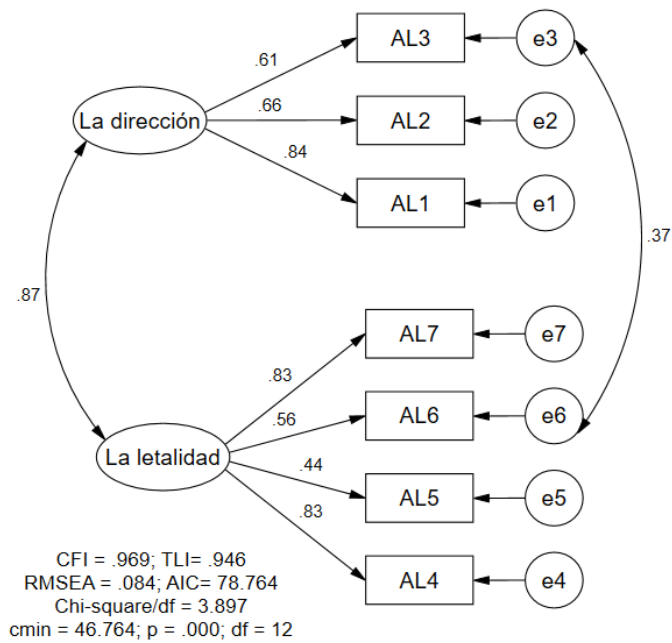 AL3
e3
.61
La dirección
.66
AL2
e2
.84
AL1
e1
.37
.87
AL7
e7
.83
.56
AL6
e6
La letalidad
.44
AL5
e5
.83
AL4
e4
CFI = .969; TLI= .946
RMSEA = .084; AIC= 78.764
Chi-square/df = 3.897
cmin = 46.764; p = .000; df = 12